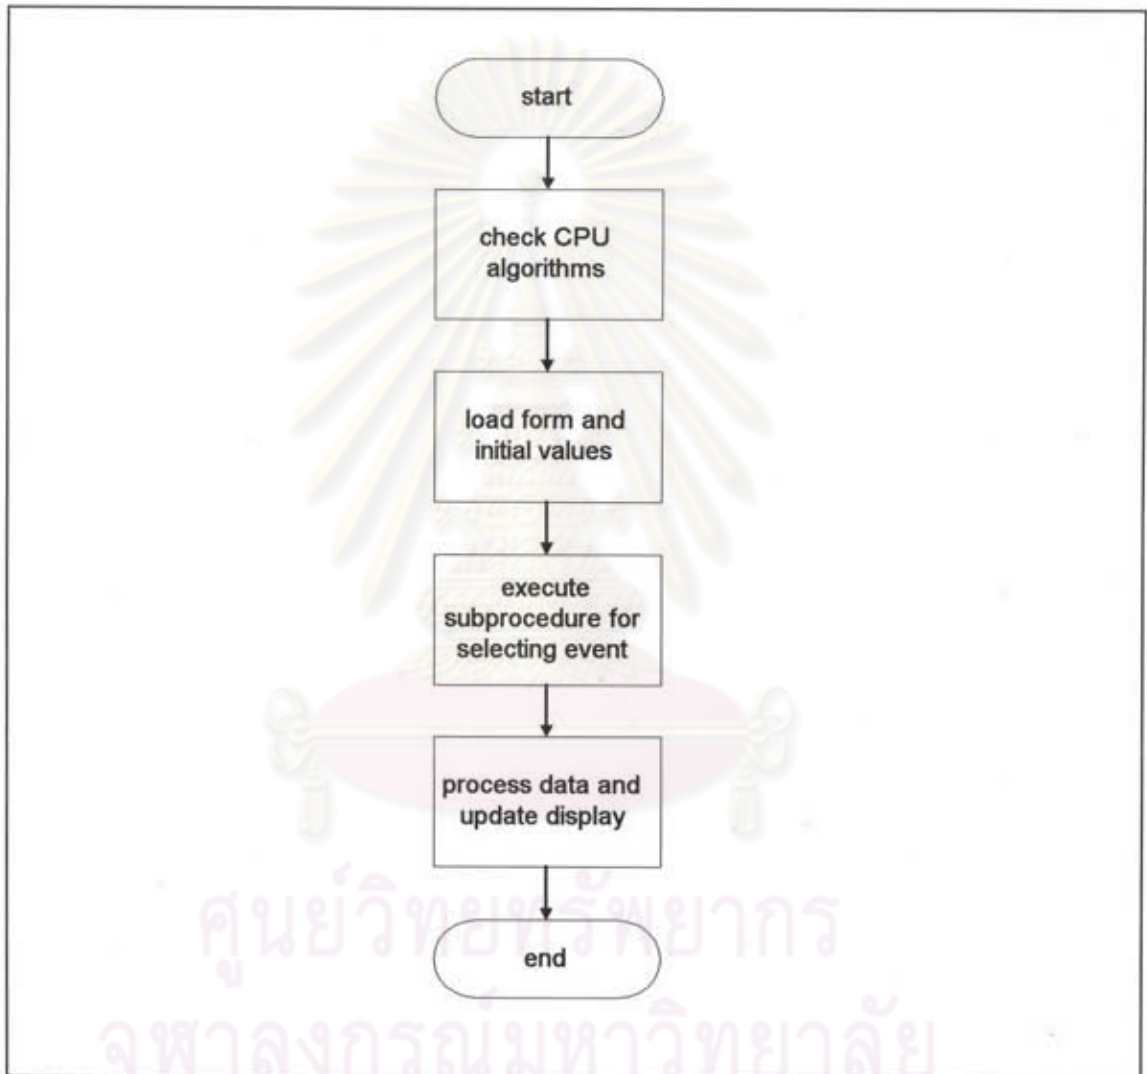 start
check CPU
algorithms
load form and
initial values
execute
subprocedure for
selecting event
process data and
update display
end
ศูนย์วิทยทรัพยากร
จุฬาลงกรณ์มหาวิทยาลัย